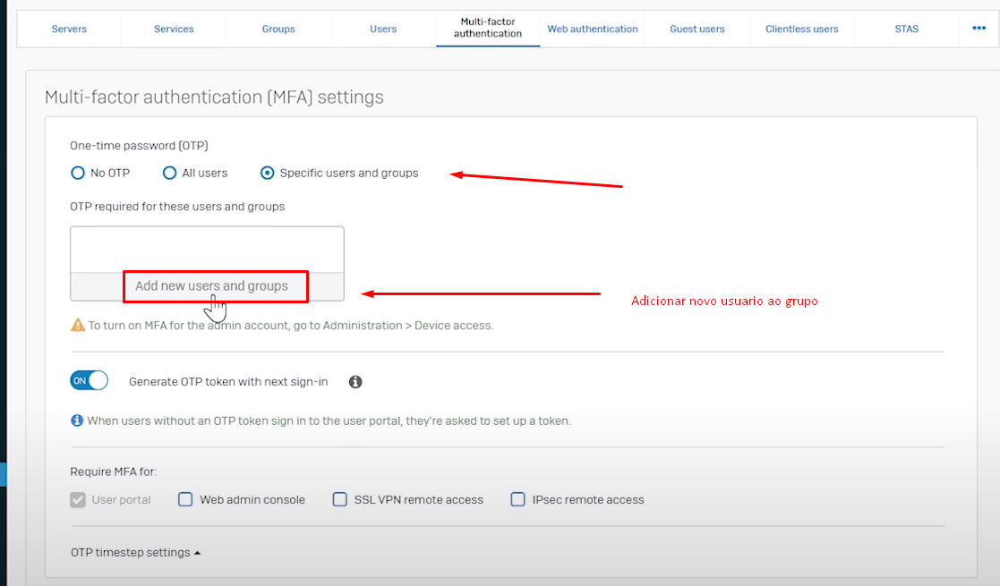 Servers
Services
Groups
Users
Multi-factor
authentication
Web authentication
Guest users
Clientless users
STAS
Multi-factor authentication (MFA) settings
One-time password (OTP)
No OTP
All users
Specific users and groups
OTP required for these users and groups
Add new users and groups
Adicionar novo usuario ao grupo
To turn on MFA for the admin account, go to Administration > Device access.
ON
Generate OTP token with next sign-in
When users without an OTP token sign in to the user portal, they're asked to set up a token.
Require MFA for:
User portal
Web admin console
SSL VPN remote access
IPsec remote access
OTP timestep settings